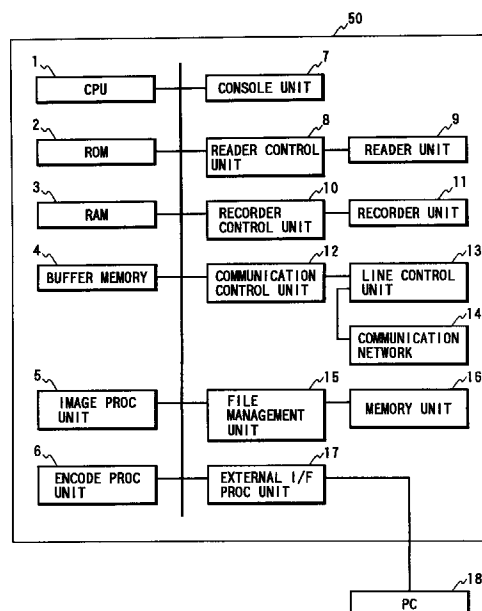 50
1
CPU
7
CONSOLE UNIT
2
ROM
8
READER CONTROL
UNIT
9
READER UNIT
3
RAM
10
RECORDER
CONTROL UNIT
11
RECORDER UNIT
4
BUFFER MEMORY
12
COMMUNICATION
CONTROL UNIT
13
LINE CONTROL
UNIT
14
COMMUNICATION
NETWORK
5
IMAGE PROC
UNIT
15
FILE
MANAGEMENT
UNIT
16
MEMORY UNIT
6
ENCODE PROC
UNIT
17
EXTERNAL I/F
PROC UNIT
18
PC